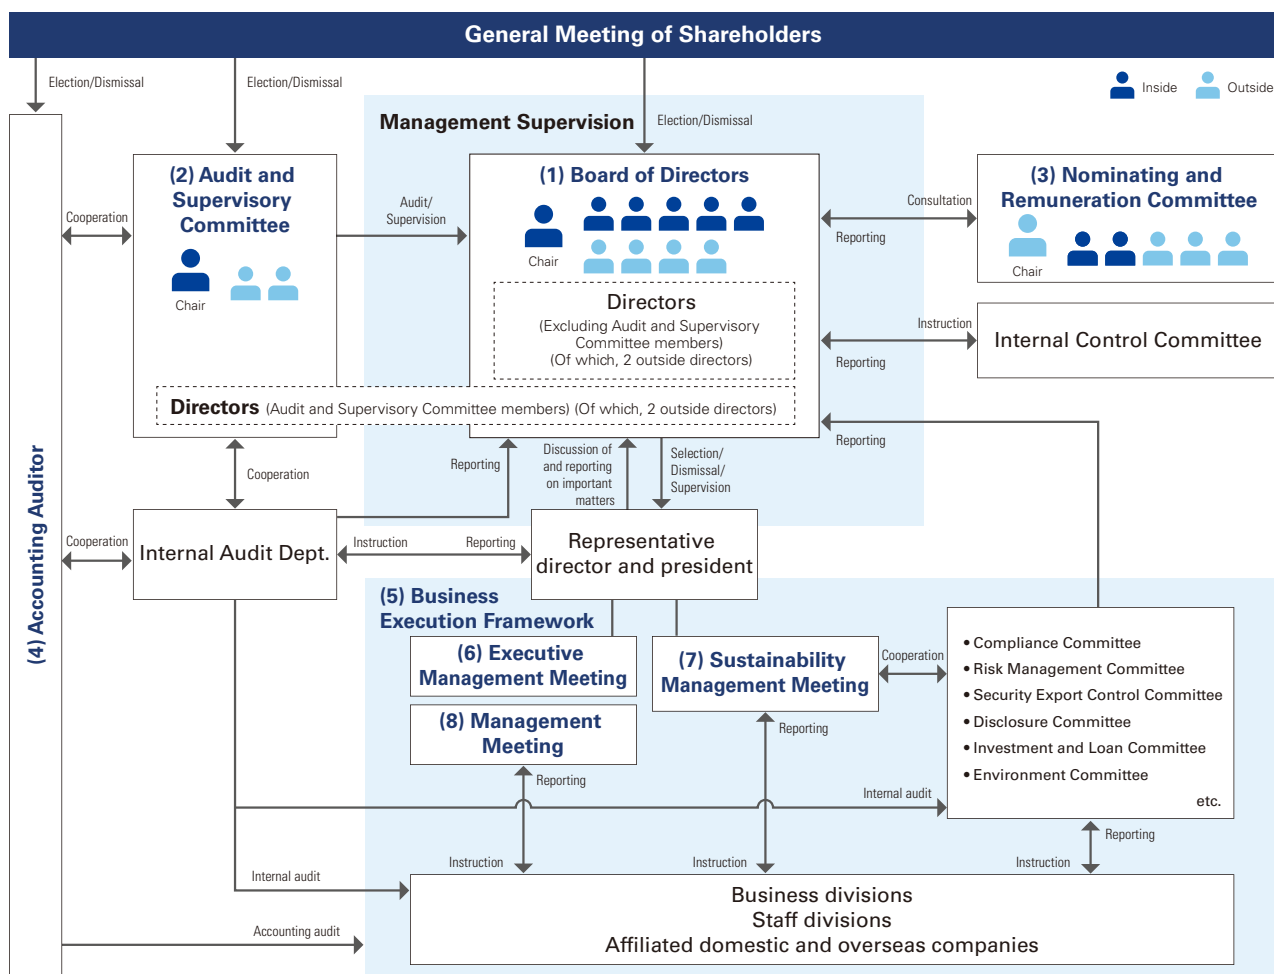 General Meeting of Shareholders
Election/Dismissal
Election/Dismissal
Inside
Outside
Management Supervision
Election/Dismissal
(2) Audit and
Supervisory
Committee
Chair
(1) Board of Directors
Chair
(3) Nominating and
Remuneration Committee
Chair
Cooperation
Audit/
Supervision
Consultation
Reporting
Directors
(Excluding Audit and Supervisory
Committee members)
(Of which, 2 outside directors)
Instruction
Reporting
Internal Control Committee
Directors (Audit and Supervisory Committee members) (Of which, 2 outside directors)
Reporting
(4) Accounting Auditor
Cooperation
Reporting
Discussion of
and reporting
on important
matters
Selection/
Dismissal/
Supervision
Cooperation
Internal Audit Dept.
Instruction
Reporting
Representative
director and president
(5) Business
Execution Framework
(6) Executive
Management Meeting
(7) Sustainability
Management Meeting
Cooperation
• Compliance Committee
• Risk Management Committee
• Security Export Control Committee
• Disclosure Committee
• Investment and Loan Committee
• Environment Committee
etc.
(8) Management
Meeting
Reporting
Reporting
Internal audit
Reporting
Instruction
Instruction
Instruction
Internal audit
Business divisions
Staff divisions
Affiliated domestic and overseas companies
Accounting audit